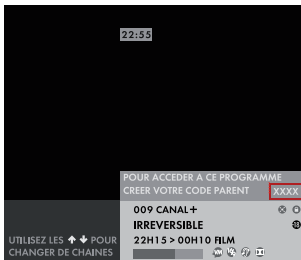 22:55
POUR ACCEDER A CE PROGRAMME
CREER VOTRE CODE PARENT XXXX
009 CANAL+
IRREVERSIBLE
22H15 > 00H10 FILM
UTILISEZ LES ↑ ↓ POUR
CHANGER DE CHAINES